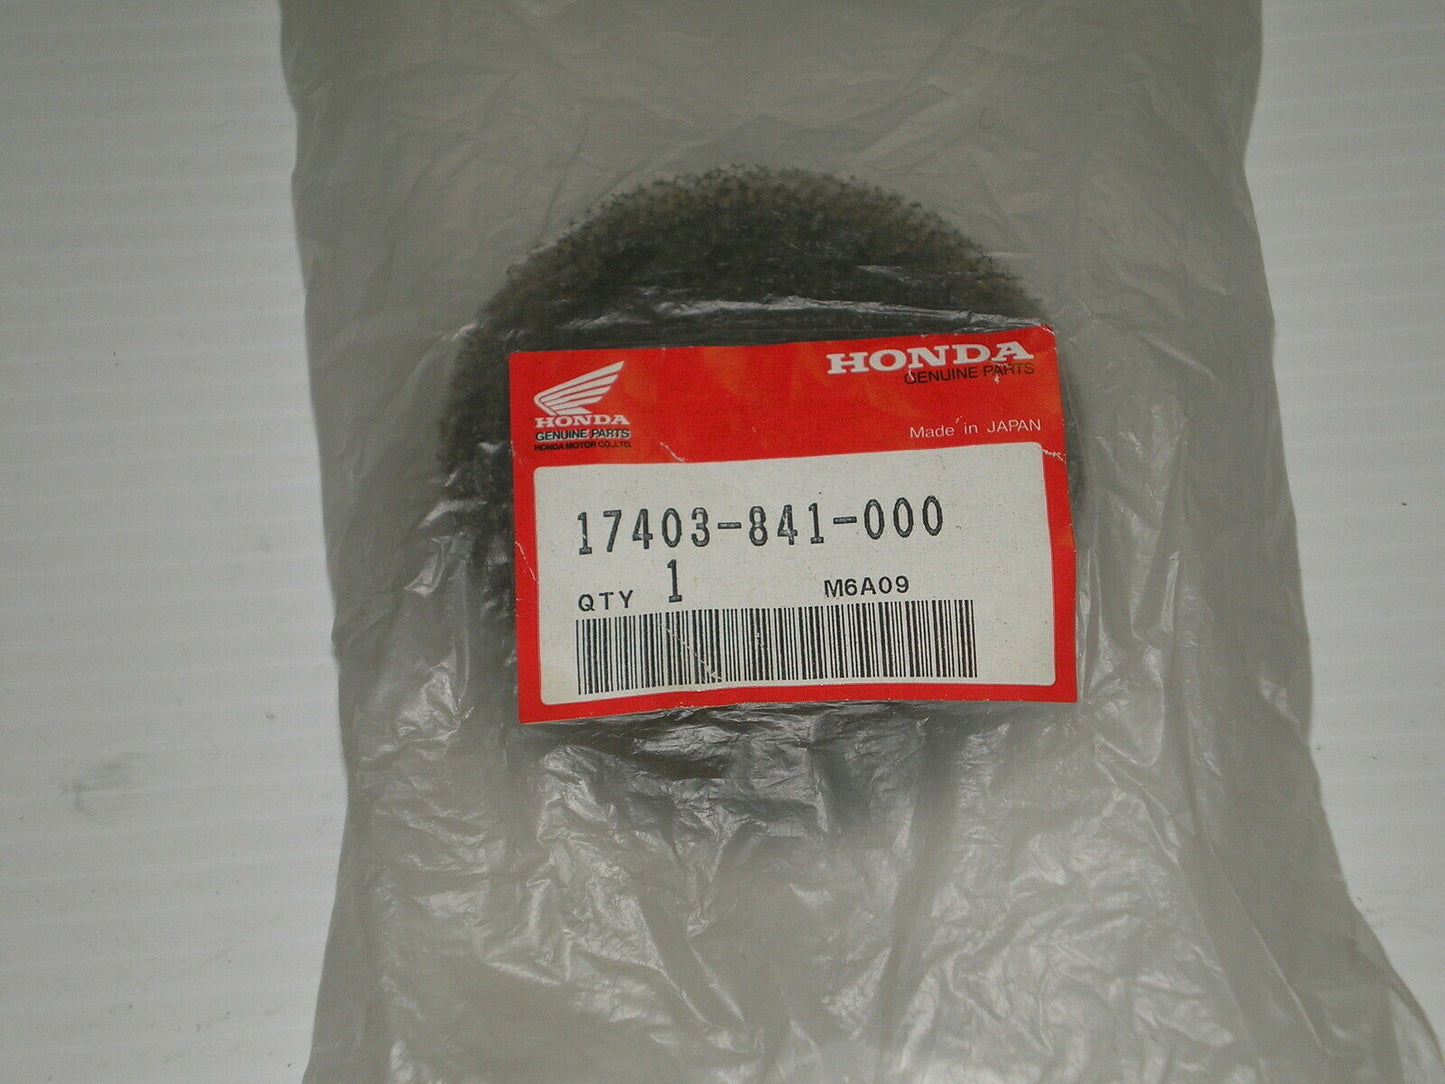 HONDA
GENUINE PARTS
HONDA MOTOR CO., LTD.
HONDA
GENUINE PARTS
Made in JAPAN
17403-841-000
QTY 1 M6A09